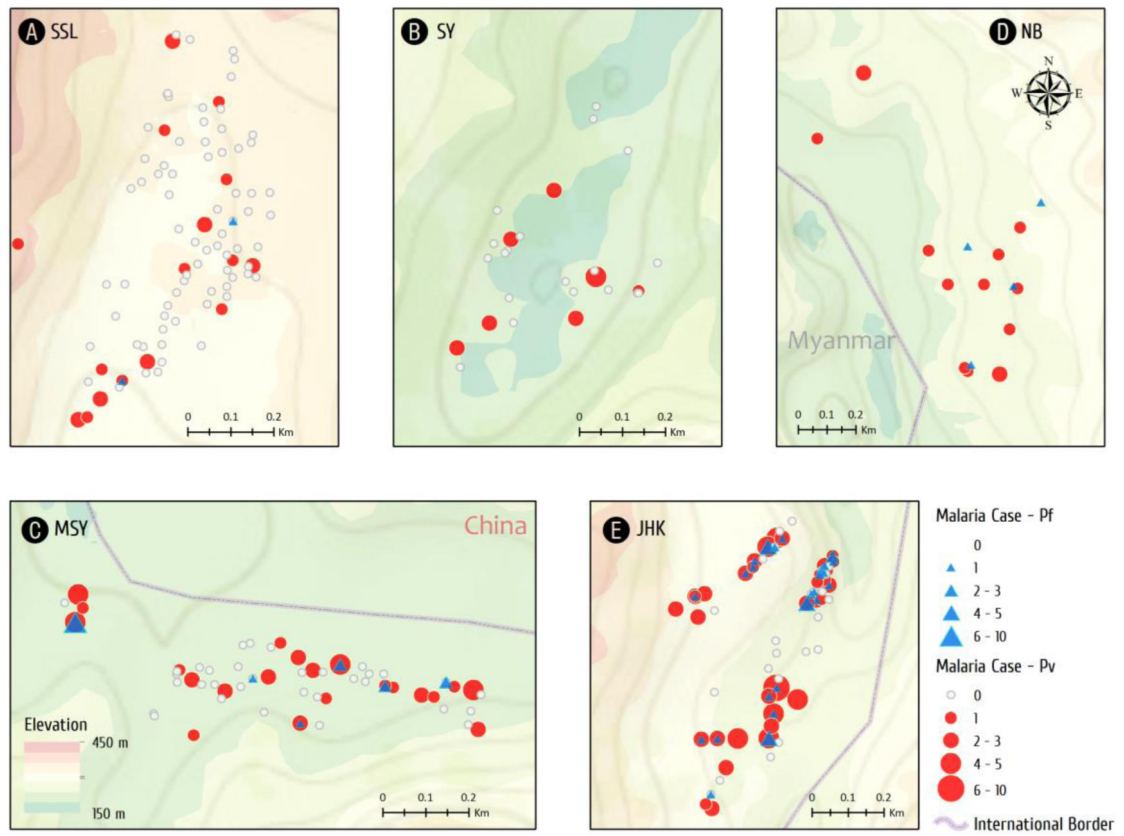 A SSL
0 0.1 0.2
Km
B SY
0 0.1 0.2
Km
D NB
N
W E
S
Myanmar
0 0.1 0.2
Km
C MSY
China
Elevation
450 m
150 m
0 0.1 0.2
Km
E JHK
0 0.1 0.2
Km
Malaria Case - Pf
0
1
2 - 3
4 - 5
6 - 10
Malaria Case - Pv
0
1
2 - 3
4 - 5
6 - 10
International Border